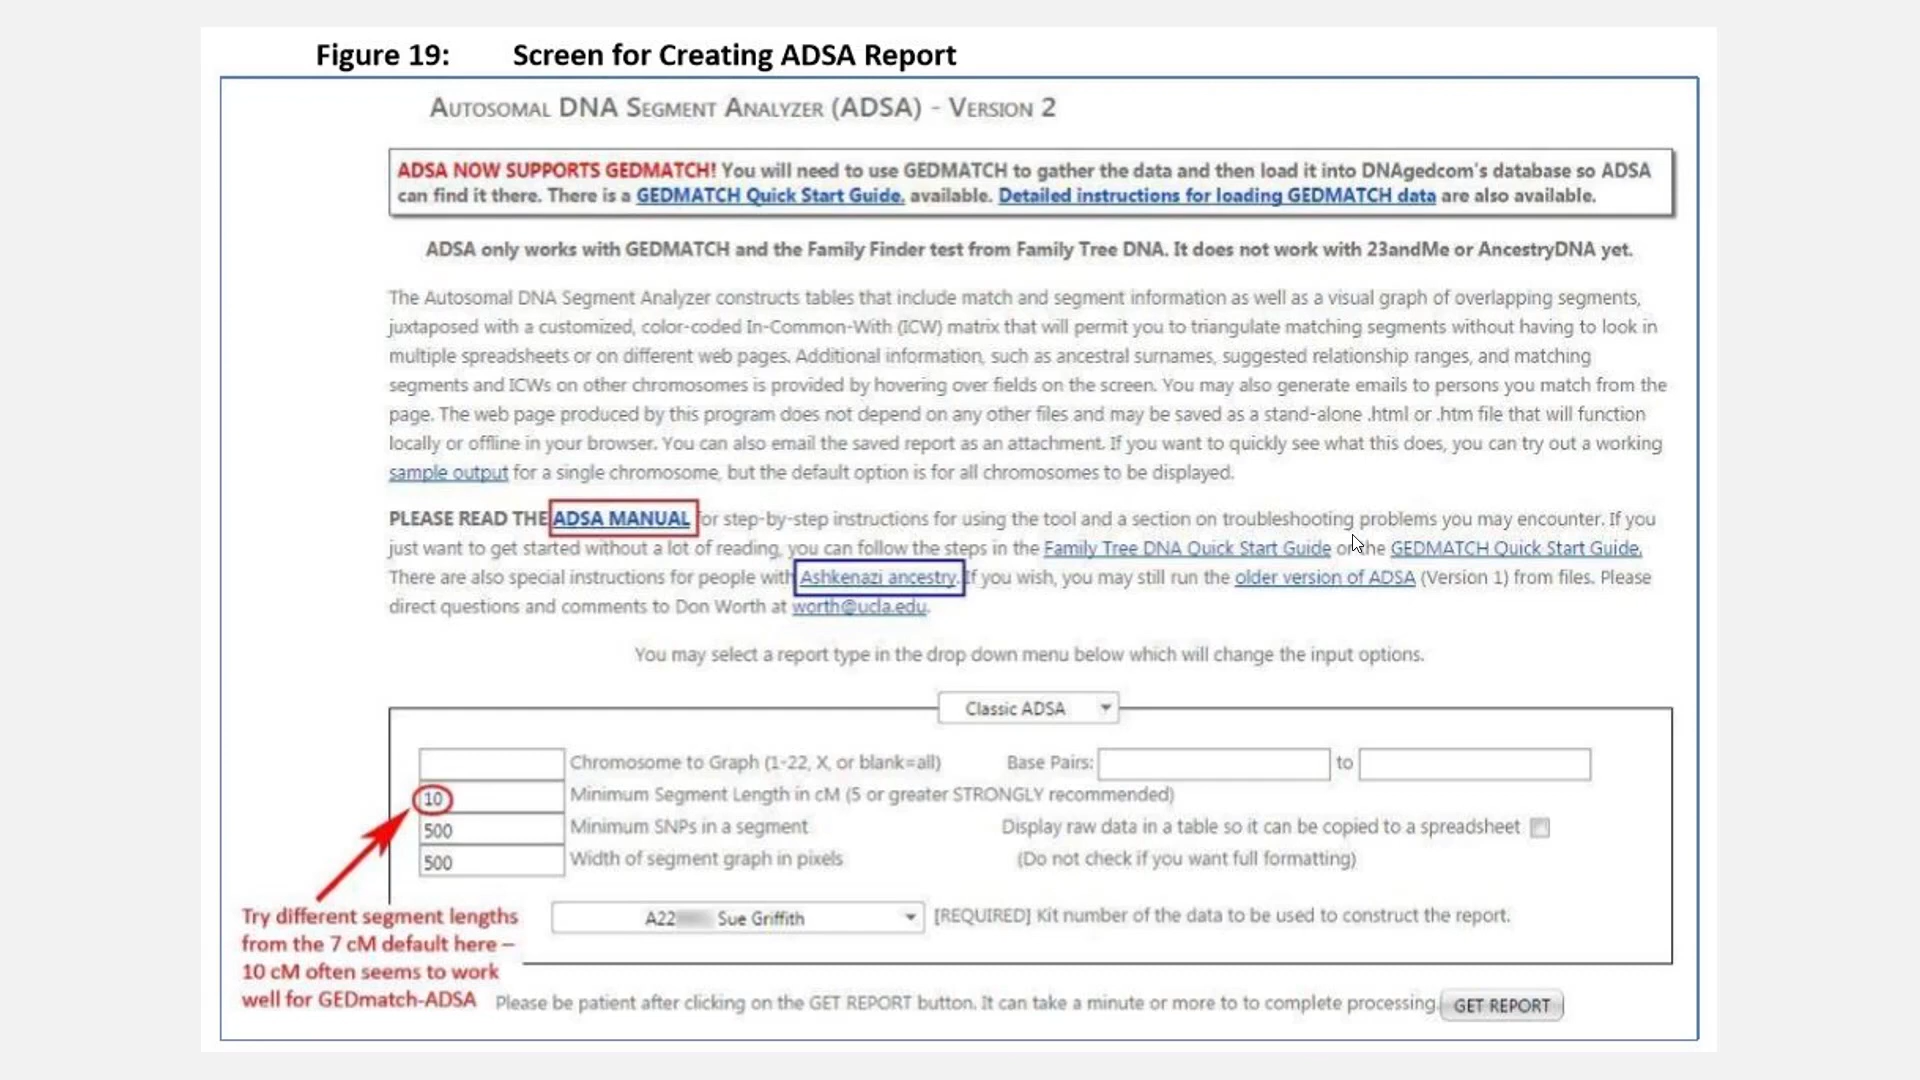 Figure 19: Screen for Creating ADSA Report
AUTOSOMAL DNA SEGMENT ANALYZER (ADSA) - VERSION 2
ADSA NOW SUPPORTS GEDMATCH! You will need to use GEDMATCH to gather the data and then load it into DNAgedcom's database so ADSA
can find it there. There is a GEDMATCH Quick Start Guide. available. Detailed instructions for loading GEDMATCH data are also available.
ADSA only works with GEDMATCH and the Family Finder test from Family Tree DNA. It does not work with 23andMe or AncestryDNA yet.
The Autosomal DNA Segment Analyzer constructs tables that include match and segment information as well as a visual graph of overlapping segments,
juxtaposed with a customized, color-coded In-Common-With (ICW) matrix that will permit you to triangulate matching segments without having to look in
multiple spreadsheets or on different web pages. Additional information, such as ancestral surnames, suggested relationship ranges, and matching
segments and ICWs on other chromosomes is provided by hovering over fields on the screen. You may also generate emails to persons you match from the
page. The web page produced by this program does not depend on any other files and may be saved as a stand-alone .html or .htm file that will function
locally or offline in your browser. You can also email the saved report as an attachment. If you want to quickly see what this does, you can try out a working
sample output for a single chromosome, but the default option is for all chromosomes to be displayed.
PLEASE READ THE ADSA MANUAL for step-by-step instructions for using the tool and a section on troubleshooting problems you may encounter. If you
just want to get started without a lot of reading, you can follow the steps in the Family Tree DNA Quick Start Guide or the GEDMATCH Quick Start Guide.
There are also special instructions for people with Ashkenazi ancestry. If you wish, you may still run the older version of ADSA (Version 1) from files. Please
direct questions and comments to Don Worth at worth@ucla.edu.
You may select a report type in the drop down menu below which will change the input options.
Classic ADSA
Chromosome to Graph (1-22, X, or blank=all) Base Pairs: to
10 Minimum Segment Length in cM (5 or greater STRONGLY recommended)
500 Minimum SNPs in a segment Display raw data in a table so it can be copied to a spreadsheet
500 Width of segment graph in pixels (Do not check if you want full formatting)
A22 Sue Griffith [REQUIRED] Kit number of the data to be used to construct the report.
Try different segment lengths
from the 7 cM default here –
10 cM often seems to work
well for GEDmatch-ADSA
Please be patient after clicking on the GET REPORT button. It can take a minute or more to to complete processing. GET REPORT